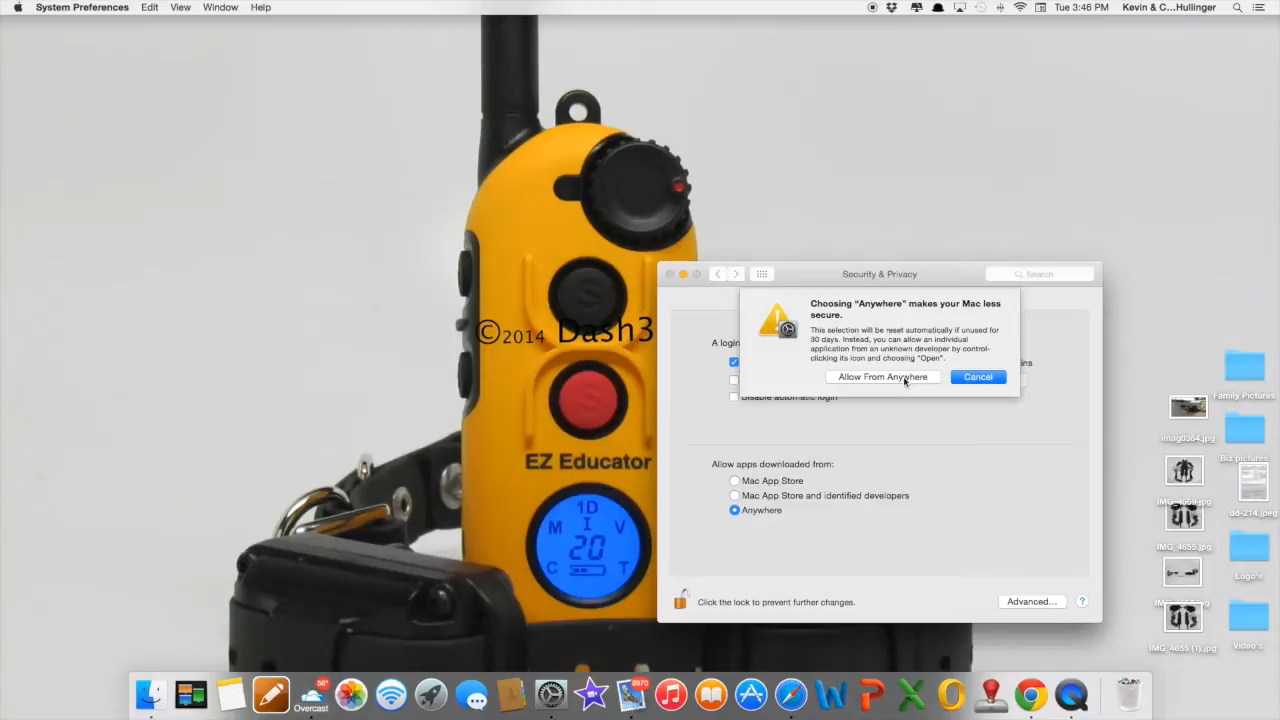 System Preferences Edit View Window Help
Tue 3:46 PM Kevin & C...Hullinger
EZ Educator
1D
I
M V
20
C T
©2014 Dash3
Security & Privacy
Search
A login
Choosing “Anywhere” makes your Mac less
secure.
This selection will be reset automatically if unused for
30 days. Instead, you can allow an individual
application from an unknown developer by control-
clicking its icon and choosing “Open”.
Allow From Anywhere Cancel
Disable automatic login
Allow apps downloaded from:
Mac App Store
Mac App Store and identified developers
Anywhere
Click the lock to prevent further changes.
Advanced... ?
Family Pictures
imag0364.jpg
Biz pictures
dd-214.jpeg
IMG_4655.jpg
Logo's
IMG_4655 (1).jpg
Video's
56°
Overcast
8970